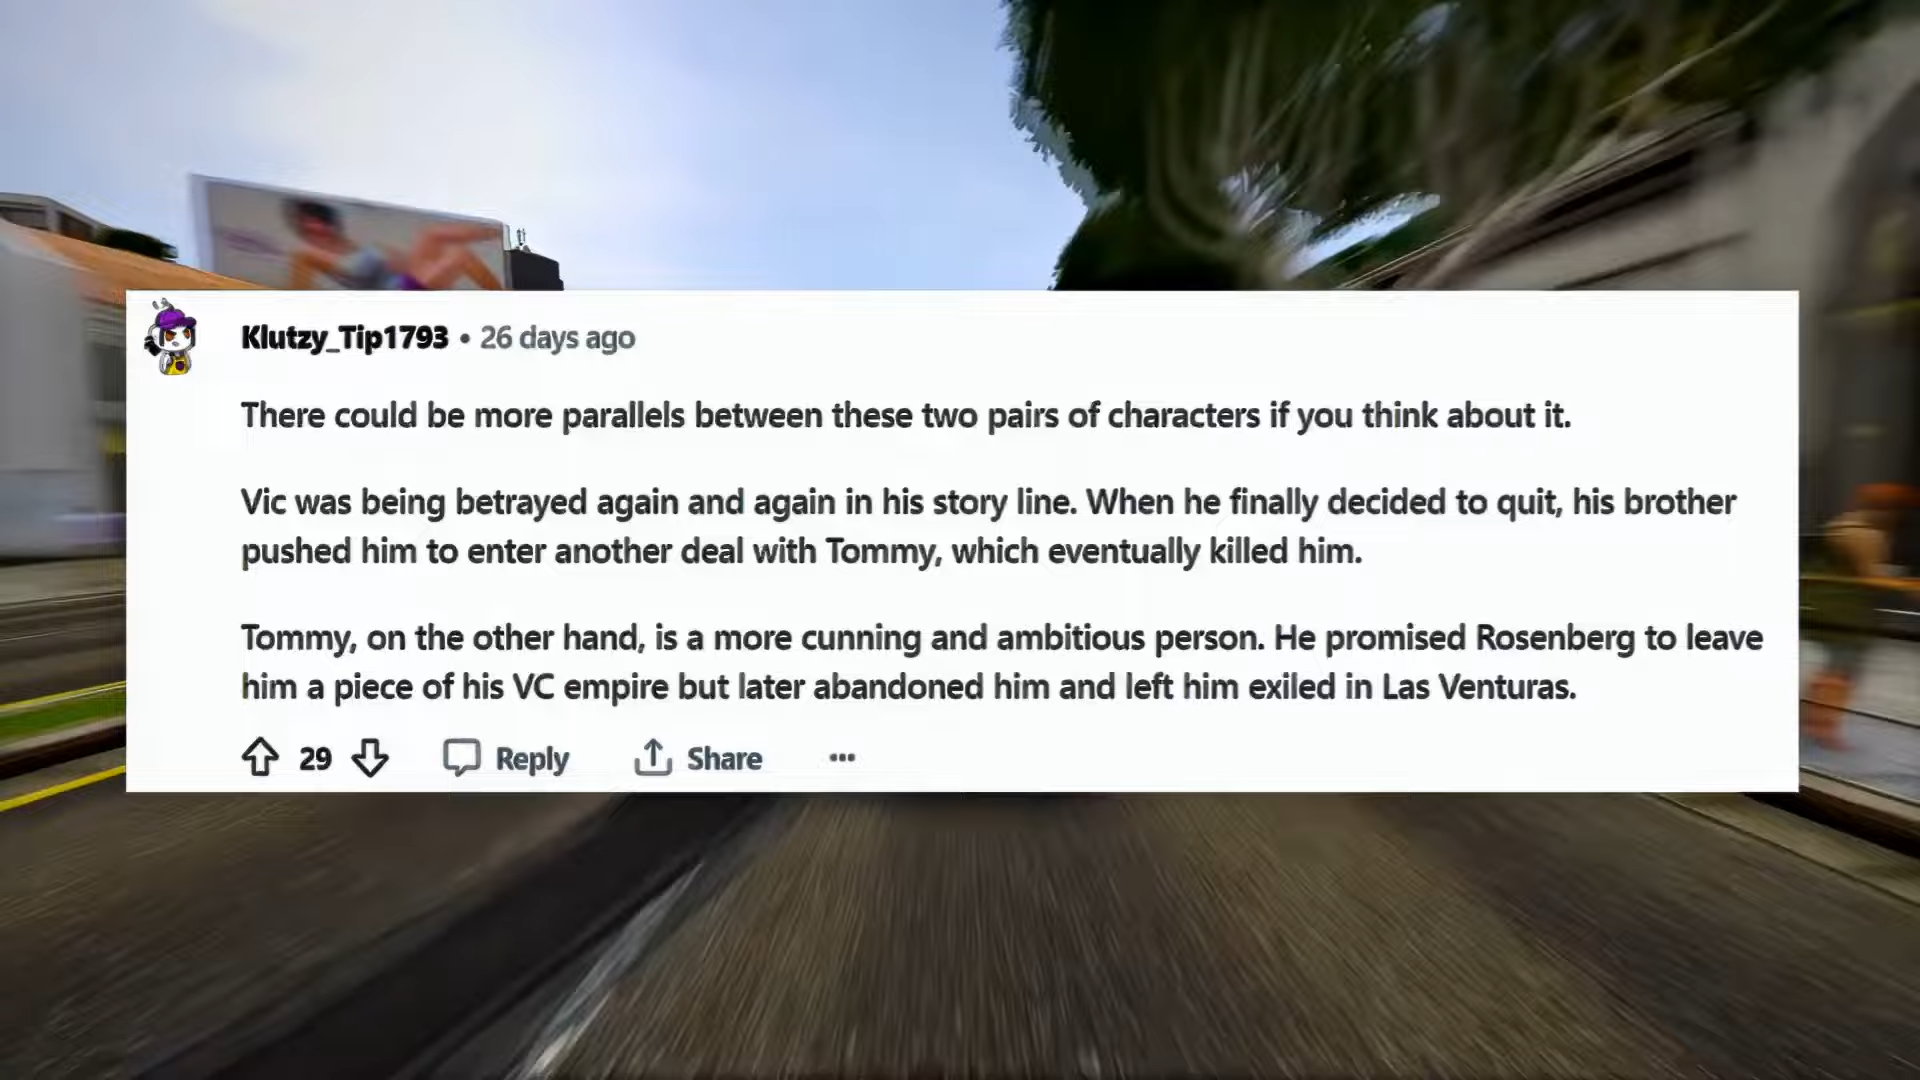 Klutzy_Tip1793 • 26 days ago
There could be more parallels between these two pairs of characters if you think about it.
Vic was being betrayed again and again in his story line. When he finally decided to quit, his brother
pushed him to enter another deal with Tommy, which eventually killed him.
Tommy, on the other hand, is a more cunning and ambitious person. He promised Rosenberg to leave
him a piece of his VC empire but later abandoned him and left him exiled in Las Venturas.
29 Reply Share ...